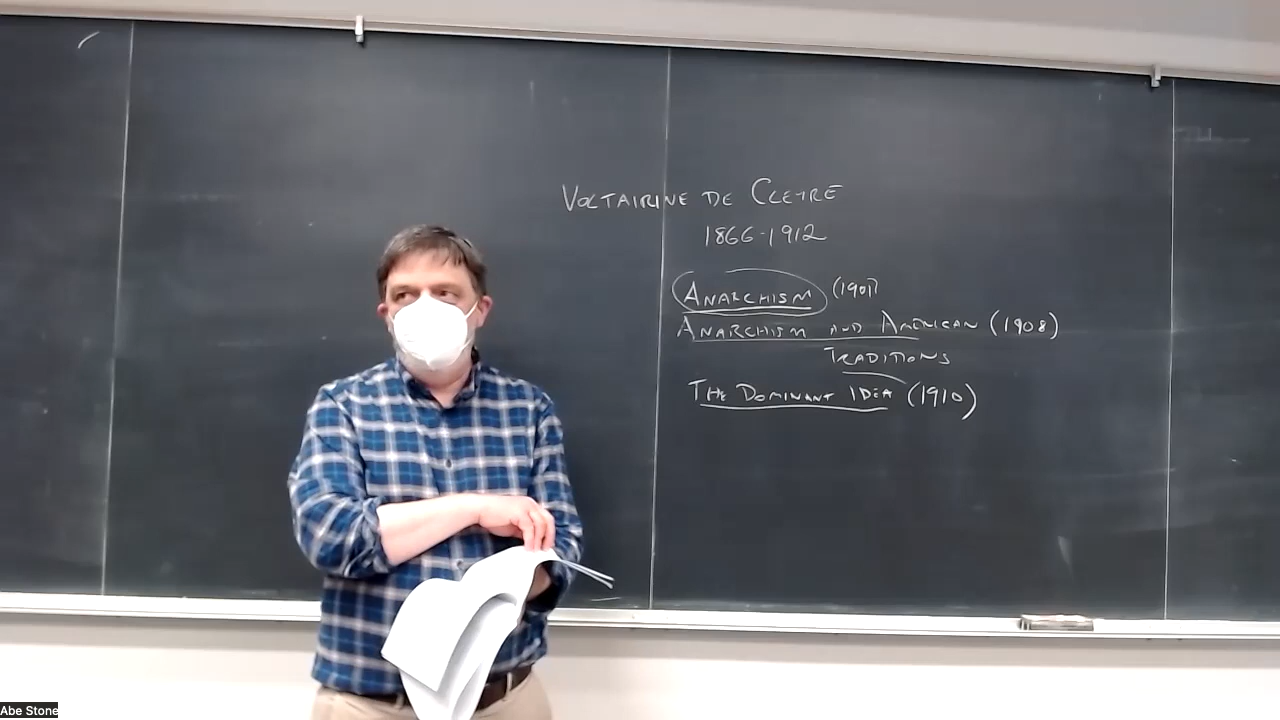 VOLTAIRINE DE CLEYRE
1866-1912
ANARCHISM (1901)
ANARCHISM AND AMERICAN (1908)
TRADITIONS
THE DOMINANT IDEA (1910)
Abe Stone